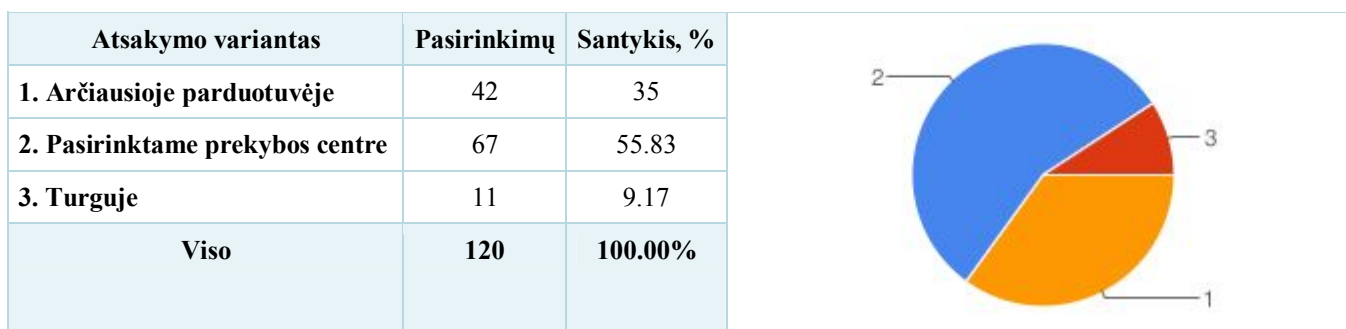 Atsakymo variantas Pasirinkimų Santykis, %
1. Arčiausioje parduotuvėje 42 35
2. Pasirinktame prekybos centre 67 55.83
3. Turguje 11 9.17
Viso 120 100.00%
2
3
1